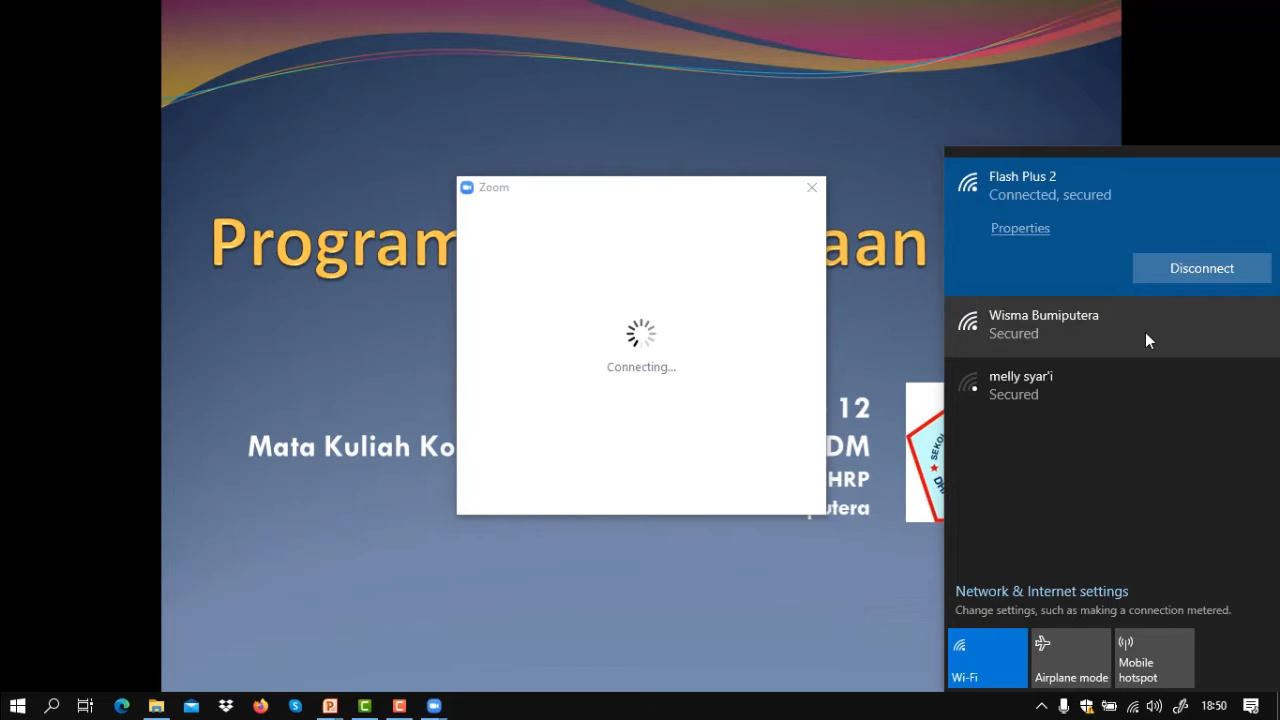 Program
aan
Zoom
Connecting...
12
Mata Kuliah Ko
DM
HRP
putera
SEKOL
Flash Plus 2
Connected, secured
Properties
Disconnect
Wisma Bumiputera
Secured
melly syar'i
Secured
Network & Internet settings
Change settings, such as making a connection metered.
Wi-Fi
Airplane mode
Mobile
hotspot
18:50